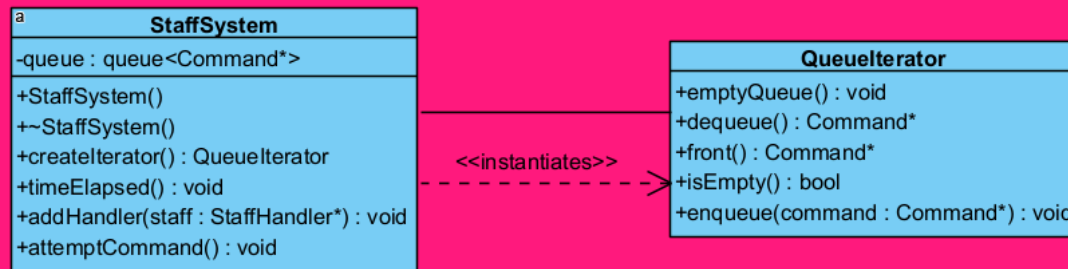 a
StaffSystem
-queue : queue<Command*>
+StaffSystem()
+~StaffSystem()
+createIterator() : QueueIterator
+timeElapsed() : void
+addHandler(staff : StaffHandler*) : void
+attemptCommand() : void
<<instantiates>>
QueueIterator
+emptyQueue() : void
+dequeue() : Command*
+front() : Command*
+isEmpty() : bool
+enqueue(command : Command*) : void